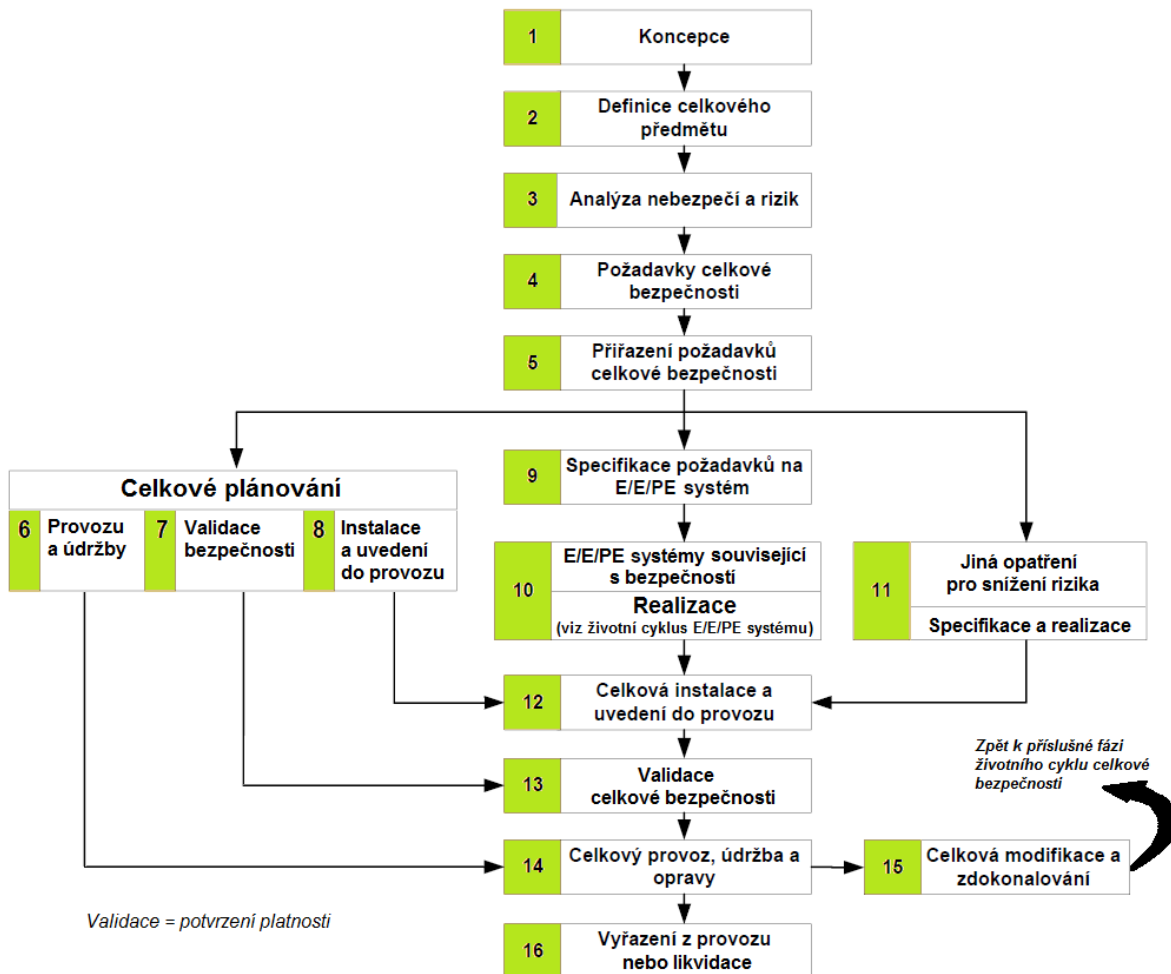 1
Koncepce
2
Definice celkového
předmětu
3
Analýza nebezpečí a rizik
4
Požadavky celkové
bezpečnosti
5
Přiřazení požadavků
celkové bezpečnosti
Celkové plánování
6
Provozu
a údržby
7
Validace
bezpečnosti
8
Instalace
a uvedení
do provozu
9
Specifikace požadavků na
E/E/PE systém
10
E/E/PE systémy související
s bezpečností
Realizace
(viz životní cyklus E/E/PE systému)
11
Jiná opatření
pro snížení rizika
Specifikace a realizace
12
Celková instalace a
uvedení do provozu
Zpět k příslušné fázi
životního cyklu celkové
bezpečnosti
13
Validace
celkové bezpečnosti
14
Celkový provoz, údržba a
opravy
15
Celková modifikace a
zdokonalování
Validace = potvrzení platnosti
16
Vyřazení z provozu
nebo likvidace